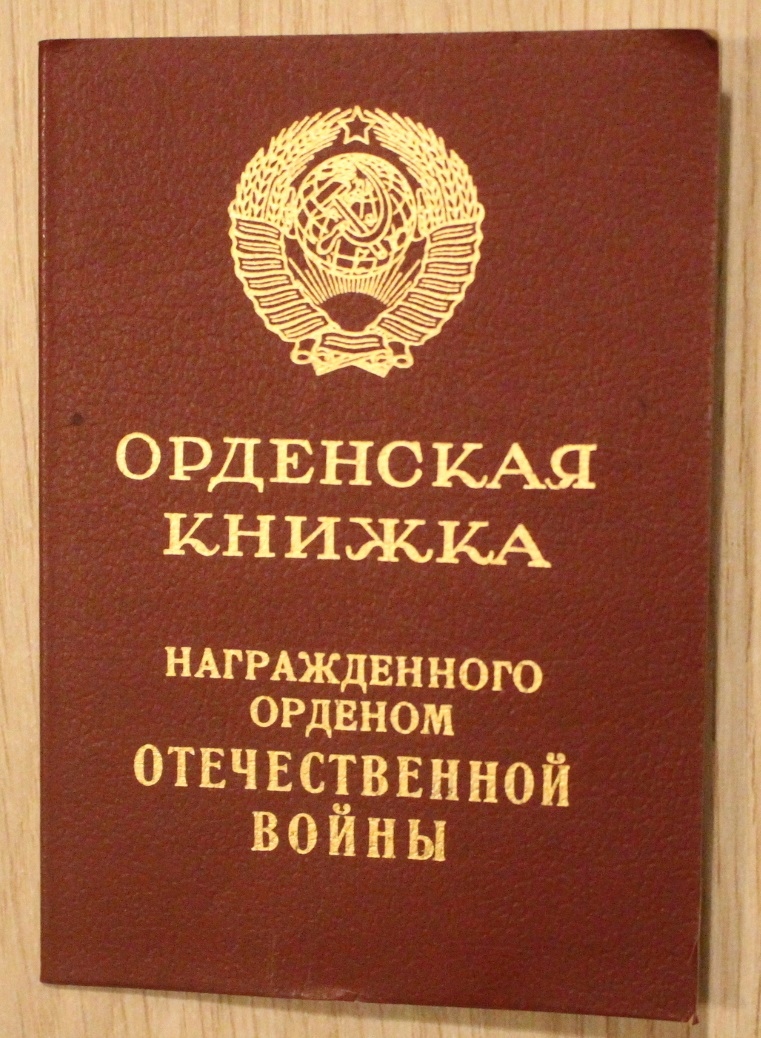 ОРДЕНСКАЯ
КНИЖКА
НАГРАЖДЕННОГО
ОРДЕНОМ
ОТЕЧЕСТВЕННОЙ
ВОЙНЫ